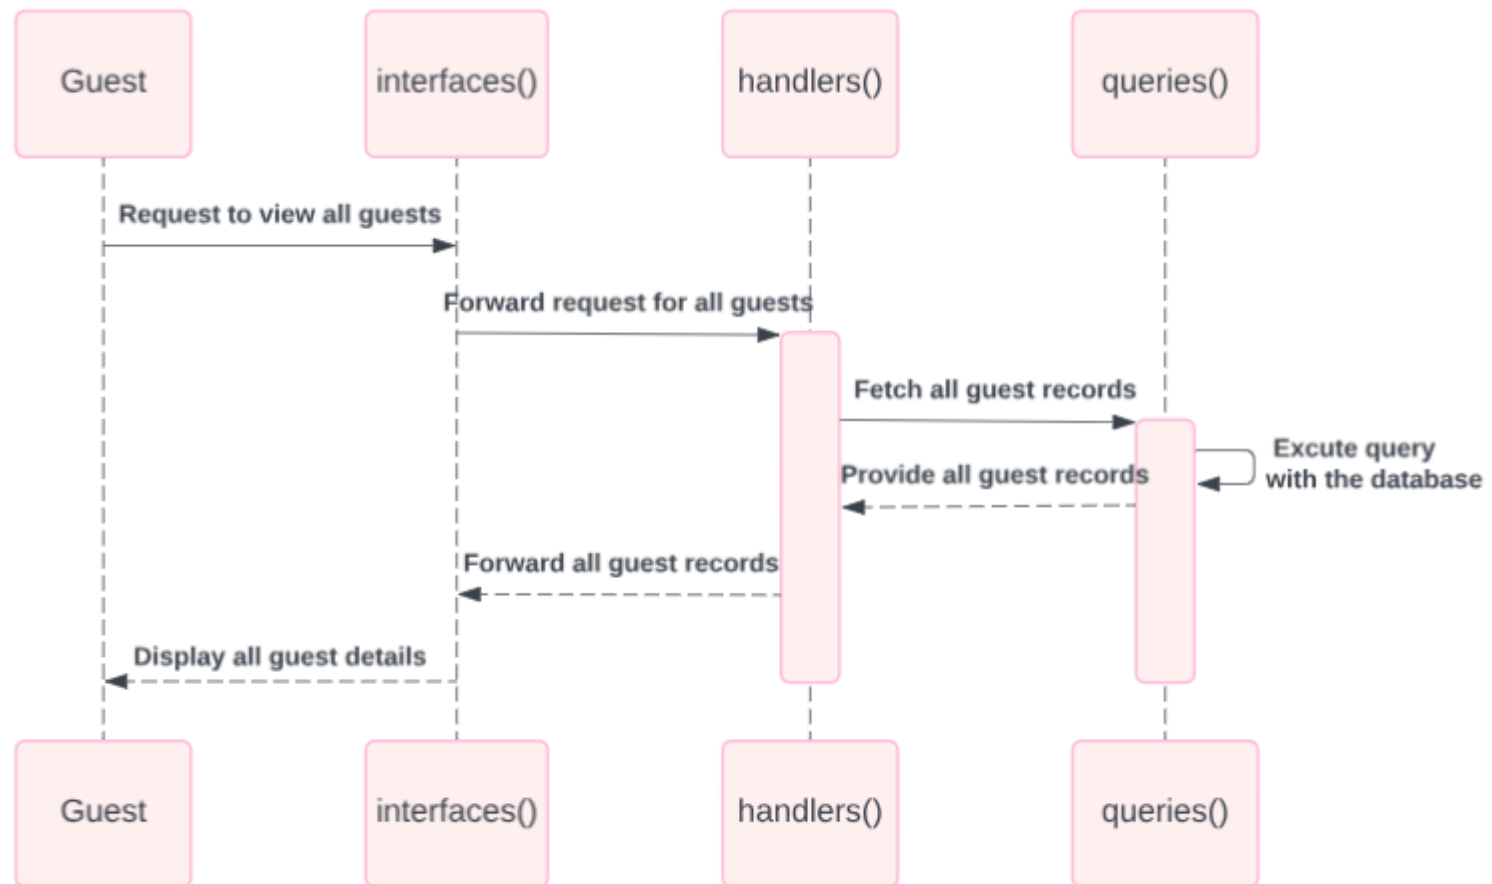 Guest
interfaces()
handlers()
queries()
Request to view all guests
Forward request for all guests
Fetch all guest records
Excute query
with the database
Provide all guest records
Forward all guest records
Display all guest details
Guest
interfaces()
handlers()
queries()